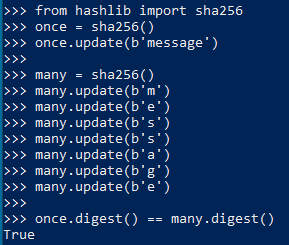 >>> from hashlib import sha256
>>> once = sha256()
>>> once.update(b'message')
>>>
>>> many = sha256()
>>> many.update(b'm')
>>> many.update(b'e')
>>> many.update(b's')
>>> many.update(b's')
>>> many.update(b'a')
>>> many.update(b'g')
>>> many.update(b'e')
>>>
>>> once.digest() == many.digest()
True